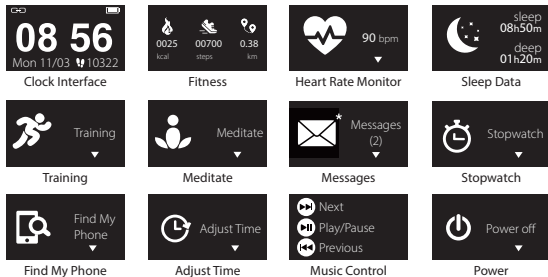 08 56
Mon 11/03 10322
Clock Interface
0025 00700 0.38
kcal steps km
Fitness
90 bpm
Heart Rate Monitor
sleep
08h50m
deep
01h20m
Sleep Data
Training
Training
Meditate
Meditate
Messages
(2)
Messages
Stopwatch
Stopwatch
Find My
Phone
Find My Phone
Adjust Time
Adjust Time
Next
Play/Pause
Previous
Music Control
Power off
Power